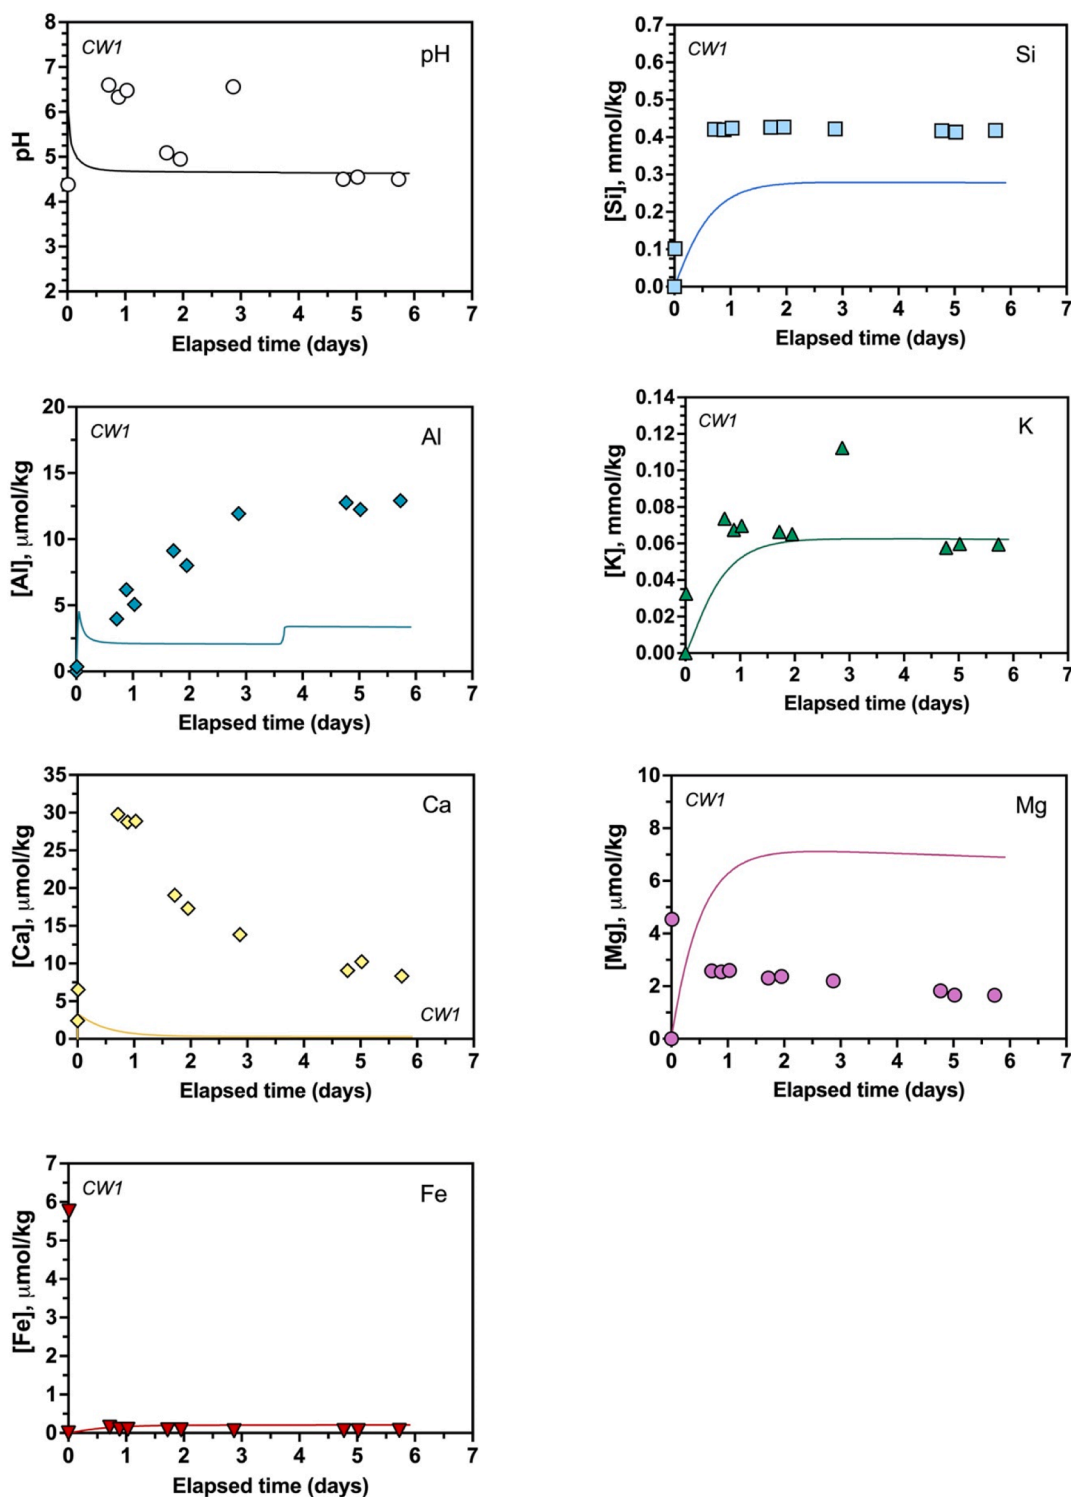 CW1
pH
pH
8
7
6
5
4
3
2
0 1 2 3 4 5 6 7
Elapsed time (days)
CW1
Si
[Si], mmol/kg
0.7
0.6
0.5
0.4
0.3
0.2
0.1
0.0
0 1 2 3 4 5 6 7
Elapsed time (days)
CW1
Al
[Al], μmol/kg
20
15
10
5
0
0 1 2 3 4 5 6 7
Elapsed time (days)
CW1
K
[K], mmol/kg
0.14
0.12
0.10
0.08
0.06
0.04
0.02
0.00
0 1 2 3 4 5 6 7
Elapsed time (days)
Ca
[Ca], μmol/kg
35
30
25
20
15
10
5
0
CW1
0 1 2 3 4 5 6 7
Elapsed time (days)
CW1
Mg
[Mg], μmol/kg
10
8
6
4
2
0
0 1 2 3 4 5 6 7
Elapsed time (days)
CW1
Fe
[Fe], μmol/kg
7
6
5
4
3
2
1
0
0 1 2 3 4 5 6 7
Elapsed time (days)